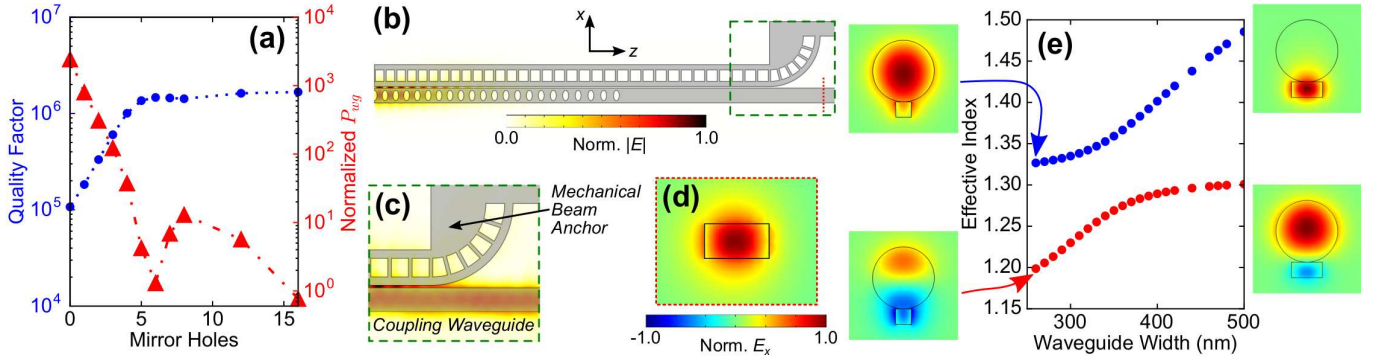 (a)
10^7
10^6
10^5
10^4
Quality Factor
0
5
10
15
Mirror Holes
10^4
10^3
10^2
10^1
10^0
Normalized P_wg
(b)
x
z
0.0
1.0
Norm. |E|
(c)
Mechanical
Beam
Anchor
Coupling Waveguide
(d)
-1.0
1.0
Norm. E_x
(e)
1.50
1.45
1.40
1.35
1.30
1.25
1.20
1.15
Effective Index
300
400
500
Waveguide Width (nm)